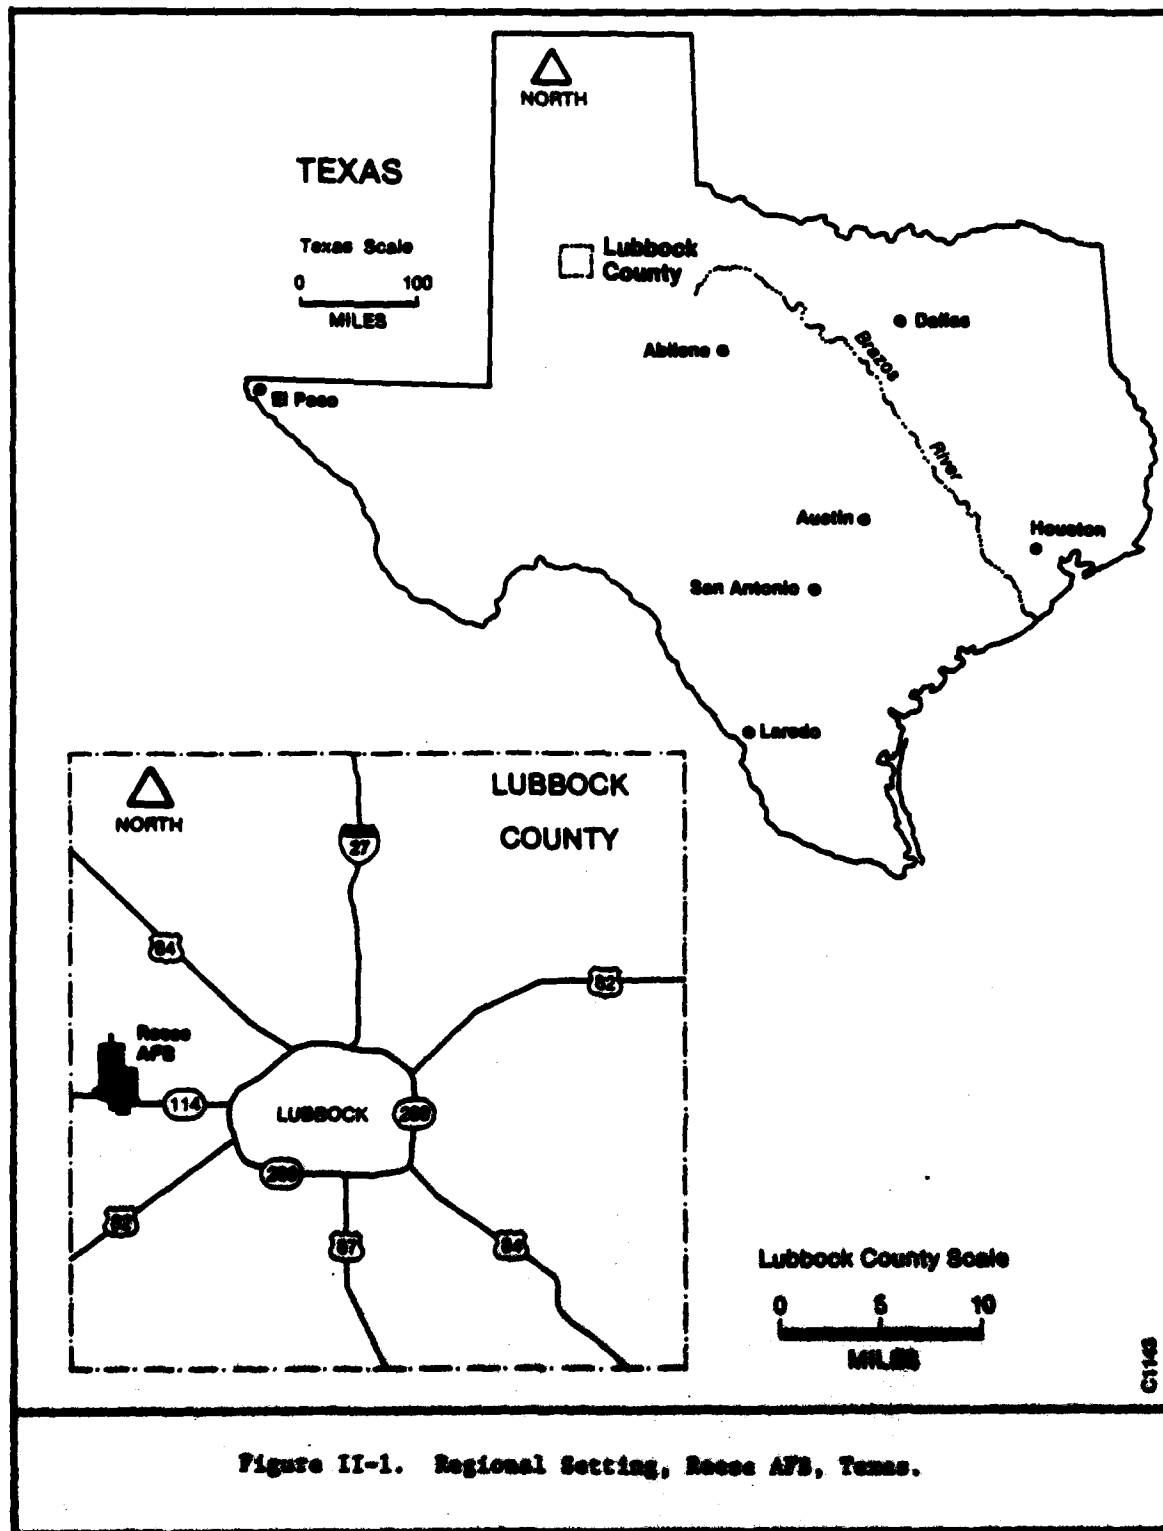 NORTH
TEXAS
Texas Scale
0 100
MILES
Lubbock
County
Dallas
Abilene
Brazos
River
El Paso
Austin
Houston
San Antonio
Laredo
NORTH
LUBBOCK
COUNTY
27
84
82
Reese
AFB
114
LUBBOCK
289
289
82
87
84
Lubbock County Scale
0 5 10
MILES
C1143
Figure II-1. Regional Setting, Reese AFB, Texas.